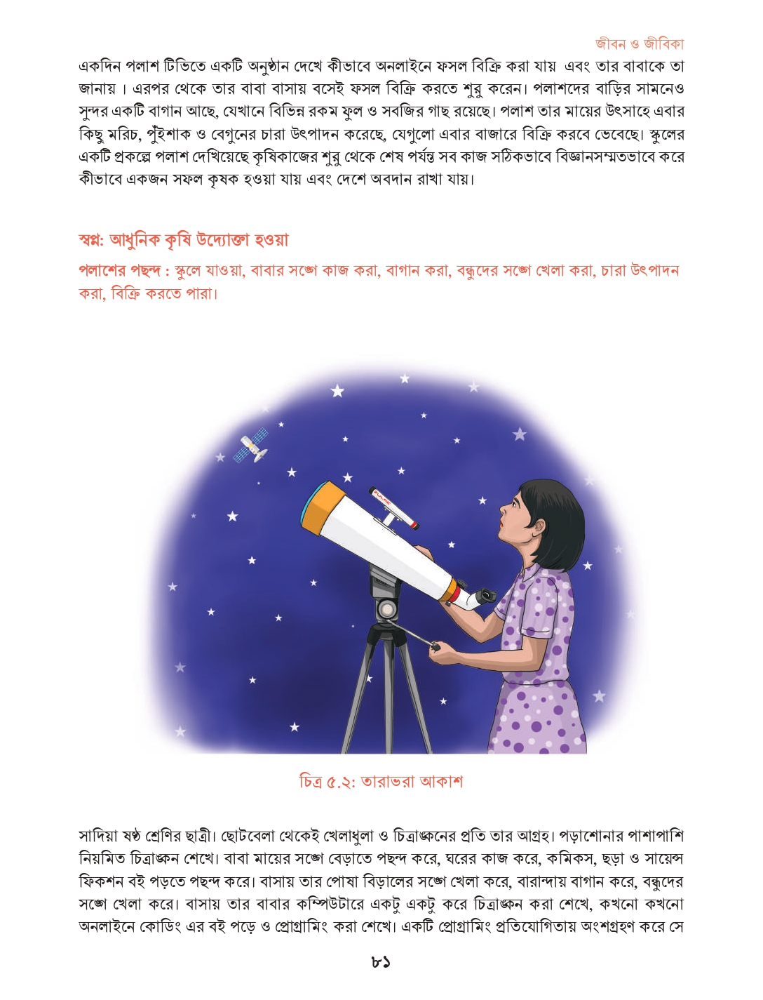 জীবন ও জীবিকা
একদিন পলাশ টিভিতে একটি অনুষ্ঠান দেখে কীভাবে অনলাইনে ফসল বিক্রি করা যায় এবং তার বাবাকে তা
জানায় । এরপর থেকে তার বাবা বাসায় বসেই ফসল বিক্রি করতে শুরু করেন। পলাশদের বাড়ির সামনেও
সুন্দর একটি বাগান আছে, যেখানে বিভিন্ন রকম ফুল ও সবজির গাছ রয়েছে। পলাশ তার মায়ের উৎসাহে এবার
কিছু মরিচ, পুঁইশাক ও বেগুনের চারা উৎপাদন করেছে, যেগুলো এবার বাজারে বিক্রি করবে ভেবেছে। স্কুলের
একটি প্রকল্পে পলাশ দেখিয়েছে কৃষিকাজের শুরু থেকে শেষ পর্যন্ত সব কাজ সঠিকভাবে বিজ্ঞানসম্মতভাবে করে
কীভাবে একজন সফল কৃষক হওয়া যায় এবং দেশে অবদান রাখা যায়।
স্বপ্ন: আধুনিক কৃষি উদ্যোক্তা হওয়া
পলাশের পছন্দ : স্কুলে যাওয়া, বাবার সঙ্গে কাজ করা, বাগান করা, বন্ধুদের সঙ্গে খেলা করা, চারা উৎপাদন
করা, বিক্রি করতে পারা।
চিত্র ৫.২: তারাভরা আকাশ
সাদিয়া ষষ্ঠ শ্রেণির ছাত্রী। ছোটবেলা থেকেই খেলাধুলা ও চিত্রাঙ্কনের প্রতি তার আগ্রহ। পড়াশোনার পাশাপাশি
নিয়মিত চিত্রাঙ্কন শেখে। বাবা মায়ের সঙ্গে বেড়াতে পছন্দ করে, ঘরের কাজ করে, কমিকস, ছড়া ও সায়েন্স
ফিকশন বই পড়তে পছন্দ করে। বাসায় তার পোষা বিড়ালের সঙ্গে খেলা করে, বারান্দায় বাগান করে, বন্ধুদের
সঙ্গে খেলা করে। বাসায় তার বাবার কম্পিউটারে একটু একটু করে চিত্রাঙ্কন করা শেখে, কখনো কখনো
অনলাইনে কোডিং এর বই পড়ে ও প্রোগ্রামিং করা শেখে। একটি প্রোগ্রামিং প্রতিযোগিতায় অংশগ্রহণ করে সে
৮১